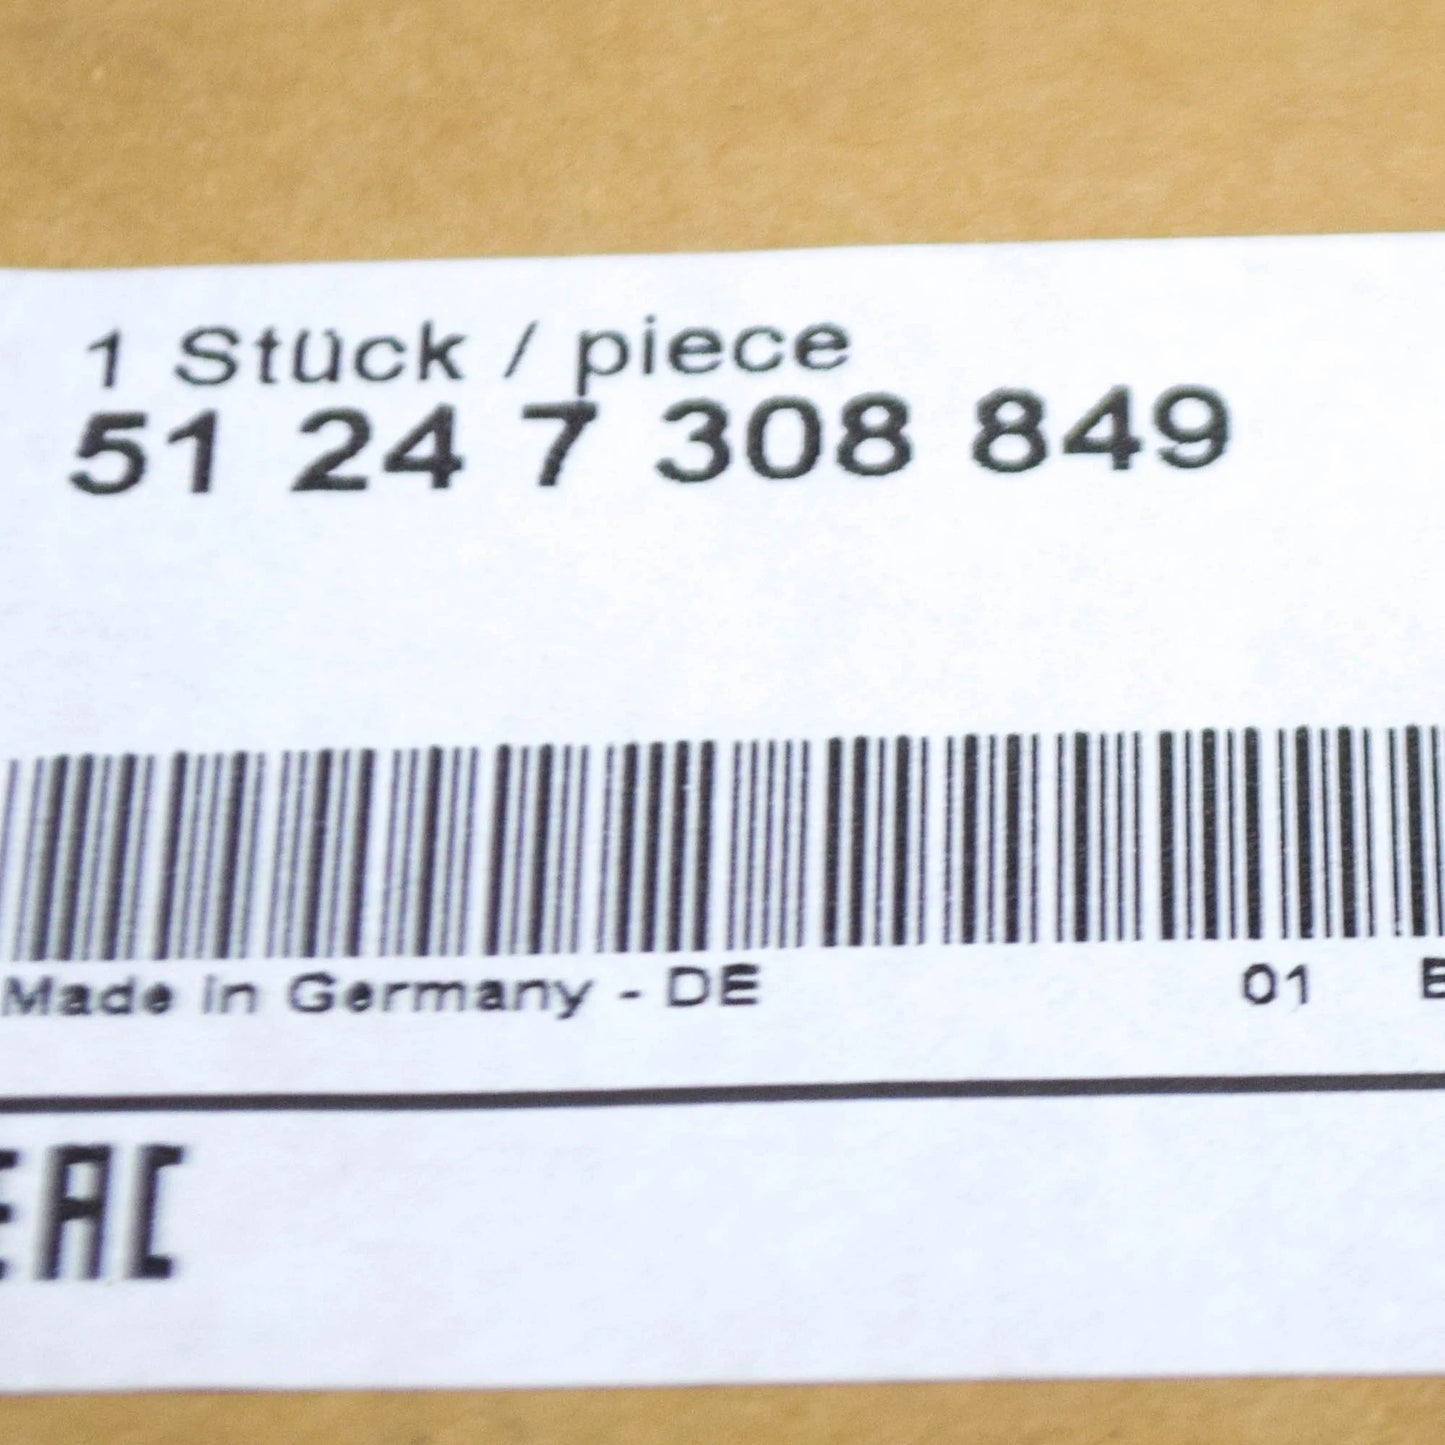 1 Stück / piece
51 24 7 308 849
Made in Germany - DE 01
EAC